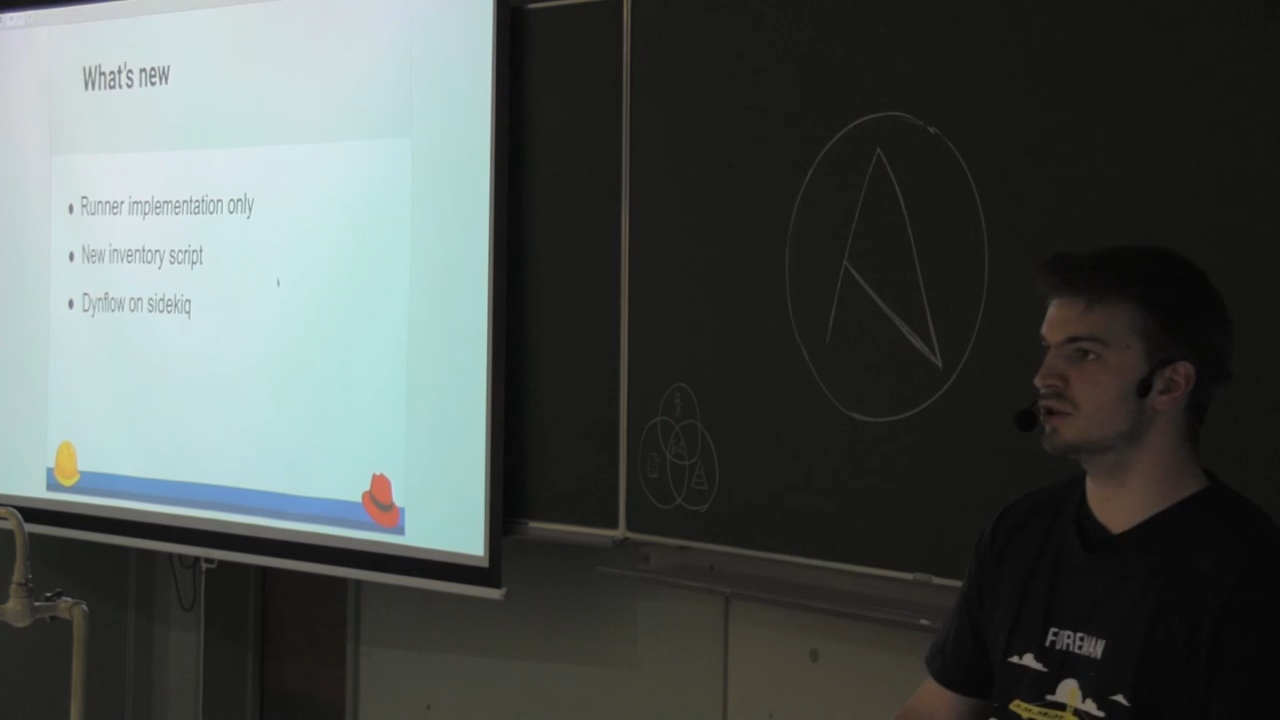 What's new
Runner implementation only
New inventory script
Dynflow on sidekiq
FOREMAN